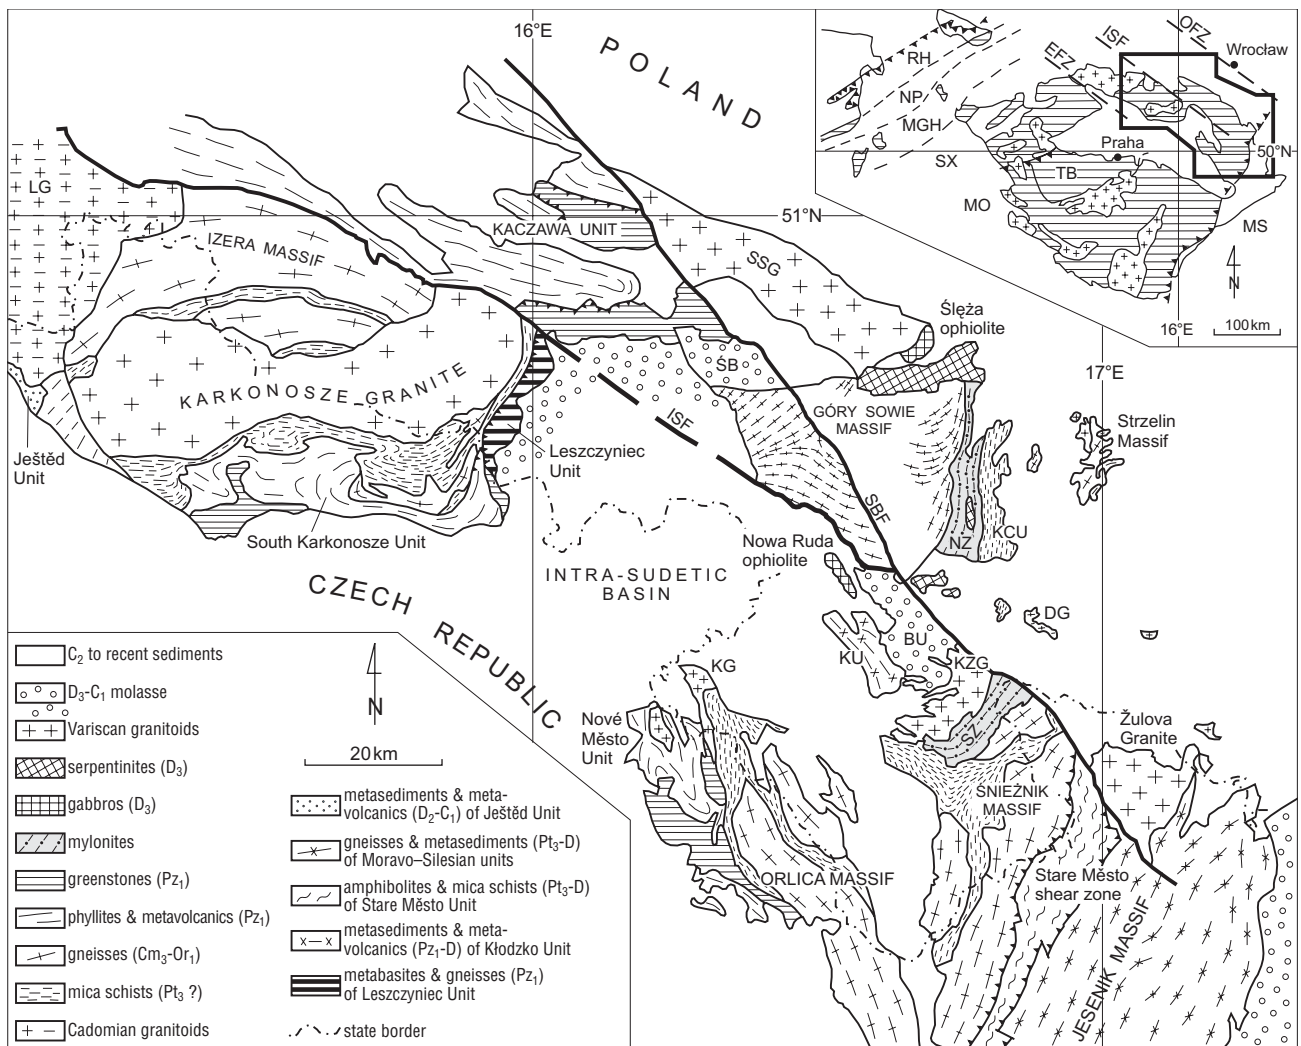 16°E
POLAND
LG
IZERA MASSIF
KACZAWA UNIT
51°N
SSG
Ślęża
ophiolite
17°E
KARKONOSZE GRANITE
ŚB
ISF
GÓRY SOWIE
MASSIF
Strzelin
Massif
Ještěd
Unit
Leszczyniec
Unit
SBF
South Karkonosze Unit
Nowa Ruda
ophiolite
NZ
KCU
INTRA-SUDETIC
BASIN
CZECH REPUBLIC
DG
BU
KU
KZG
KG
SZ
Nové
Město
Unit
Žulova
Granite
ŚNIEŻNIK
MASSIF
ORLICA MASSIF
Stare Město
shear zone
JESENIK MASSIF
RH
NP
MGH
SX
MO
TB
MS
EFZ
ISF
OFZ
Wrocław
Praha
50°N
N
16°E
100 km
N
20 km
C2 to recent sediments
D3-C1 molasse
Variscan granitoids
serpentinites (D3)
gabbros (D3)
mylonites
greenstones (Pz1)
phyllites & metavolcanics (Pz1)
gneisses (Cm3-Or1)
mica schists (Pt3 ?)
Cadomian granitoids
metasediments & meta-
volcanics (D2-C1) of Ještěd Unit
gneisses & metasediments (Pt3-D)
of Moravo–Silesian units
amphibolites & mica schists (Pt3-D)
of Stare Město Unit
metasediments & meta-
volcanics (Pz1-D) of Kłodzko Unit
metabasites & gneisses (Pz1)
of Leszczyniec Unit
state border